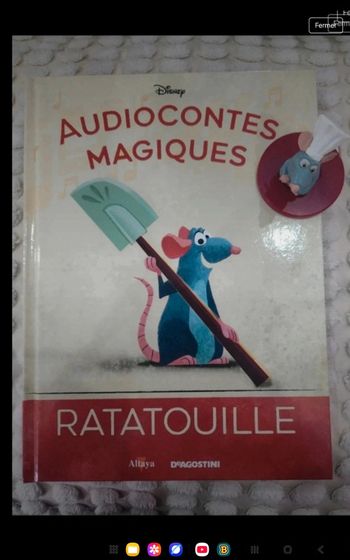 Fermer
Disney
AUDIOCONTES
MAGIQUES
RATATOUILLE
Altaya
DEAGOSTINI